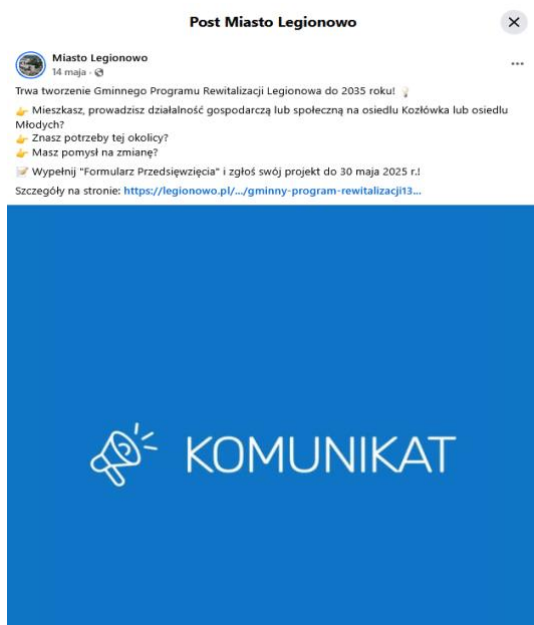 Post Miasto Legionowo
Miasto Legionowo
14 maja
Trwa tworzenie Gminnego Programu Rewitalizacji Legionowa do 2035 roku!
👉 Mieszkasz, prowadzisz działalność gospodarczą lub społeczną na osiedlu Kozłówka lub osiedlu
Młodych?
👉 Znasz potrzeby tej okolicy?
👉 Masz pomysł na zmianę?
📝 Wypełnij "Formularz Przedsięwzięcia" i zgłoś swój projekt do 30 maja 2025 r.!
Szczegóły na stronie: https://legionowo.pl/.../gminny-program-rewitalizacji13...
KOMUNIKAT